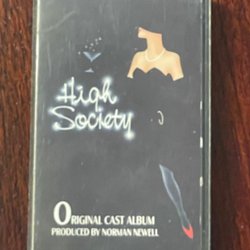 High
Society
ORIGINAL CAST ALBUM
PRODUCED BY NORMAN NEWELL